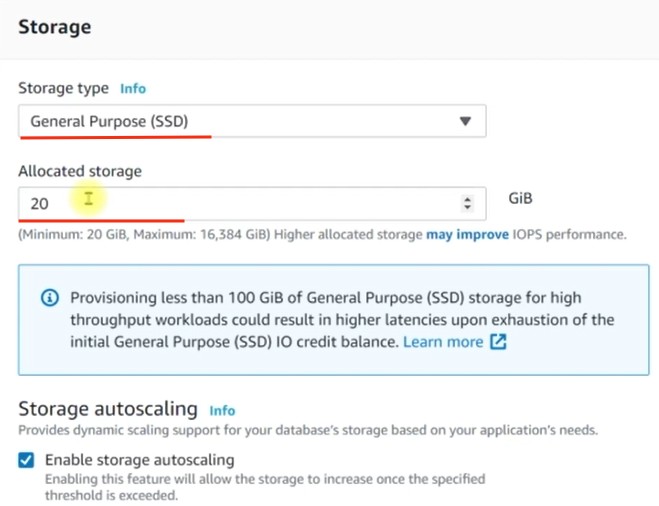 Storage
Storage type Info
General Purpose (SSD)
Allocated storage
20 GiB
(Minimum: 20 GiB, Maximum: 16,384 GiB) Higher allocated storage may improve IOPS performance.
Provisioning less than 100 GiB of General Purpose (SSD) storage for high
throughput workloads could result in higher latencies upon exhaustion of the
initial General Purpose (SSD) IO credit balance. Learn more
Storage autoscaling Info
Provides dynamic scaling support for your database's storage based on your application's needs.
Enable storage autoscaling
Enabling this feature will allow the storage to increase once the specified
threshold is exceeded.